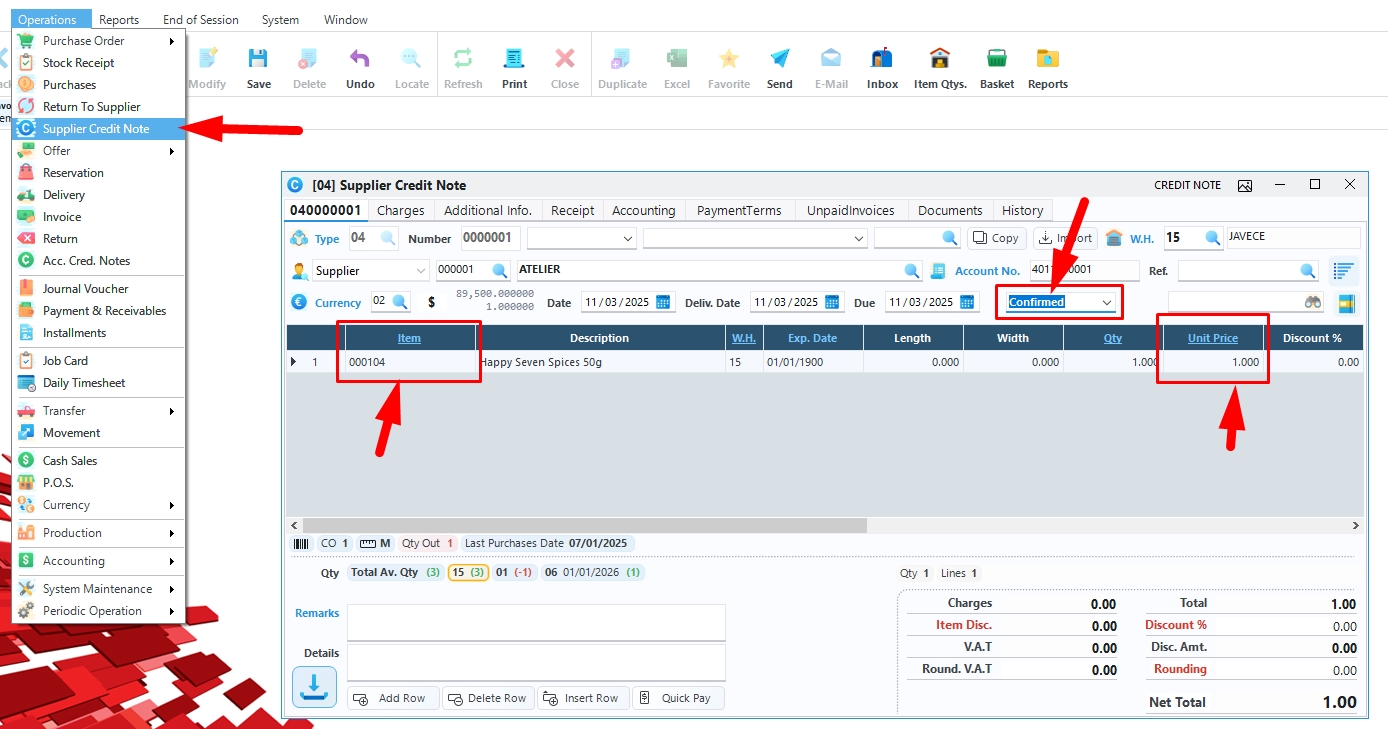 Operations Reports End of Session System Window
Modify Save Delete Undo Locate Refresh Print Close Duplicate Excel Favorite Send E-Mail Inbox Item Qtys. Basket Reports
Purchase Order
Stock Receipt
Purchases
Return To Supplier
Supplier Credit Note
Offer
Reservation
Delivery
Invoice
Return
Acc. Cred. Notes
Journal Voucher
Payment & Receivables
Installments
Job Card
Daily Timesheet
Transfer
Movement
Cash Sales
P.O.S.
Currency
Production
Accounting
System Maintenance
Periodic Operation
[04] Supplier Credit Note CREDIT NOTE
040000001 Charges Additional Info. Receipt Accounting PaymentTerms UnpaidInvoices Documents History
Type 04 Number 0000001 Copy W.H. 15 JAVECE
Supplier 000001 ATELIER Account No. Ref.
Currency 02 $ 89,500.000000
1.000000
Date 11/03/2025 Deliv. Date 11/03/2025 Due 11/03/2025 Confirmed
Item Description W.H. Exp. Date Length Width Qty Unit Price Discount %
1 000104 Happy Seven Spices 50g 15 01/01/1900 0.000 0.000 1.000 1.000 0.00
CO 1 M Qty Out 1 Last Purchases Date 07/01/2025
Qty Total Av. Qty (3) 15 (3) 01 (-1) 06 01/01/2026 (1)
Qty 1 Lines 1
Remarks
Details
Add Row Delete Row Insert Row Quick Pay
Charges 0.00 Total 1.00
Item Disc. 0.00 Discount % 0.00
V.A.T 0.00 Disc. Amt. 0.00
Round. V.A.T 0.00 Rounding 0.00
Net Total 1.00